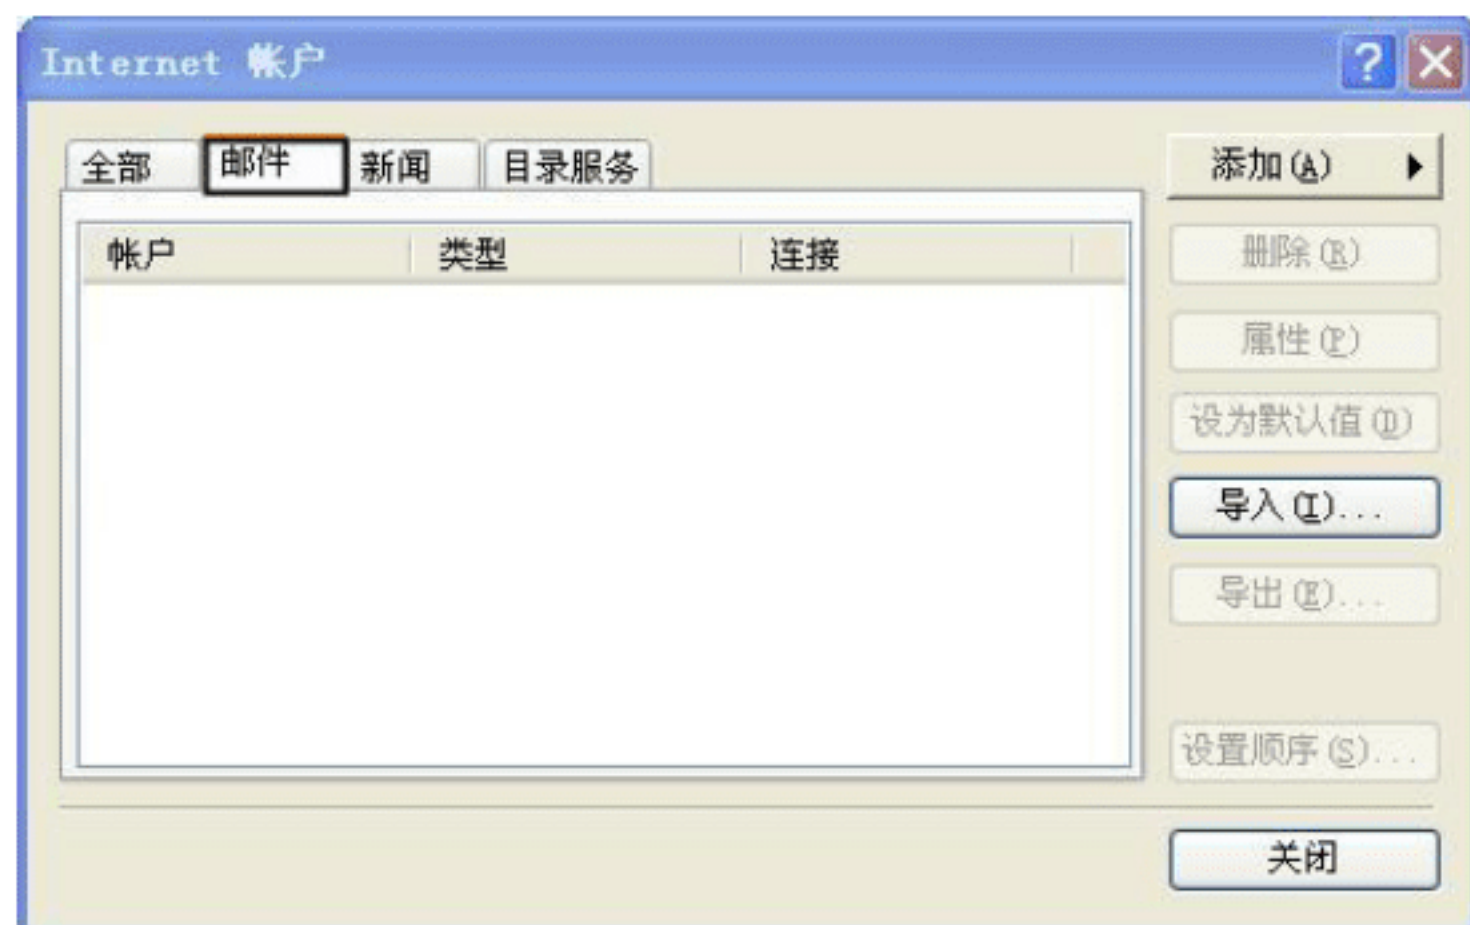 Internet 帐户
全部 邮件 新闻 目录服务
添加(A)
帐户 类型 连接
删除(R)
属性(P)
设为默认值(D)
导入(I)...
导出(E)...
设置顺序(S)...
关闭